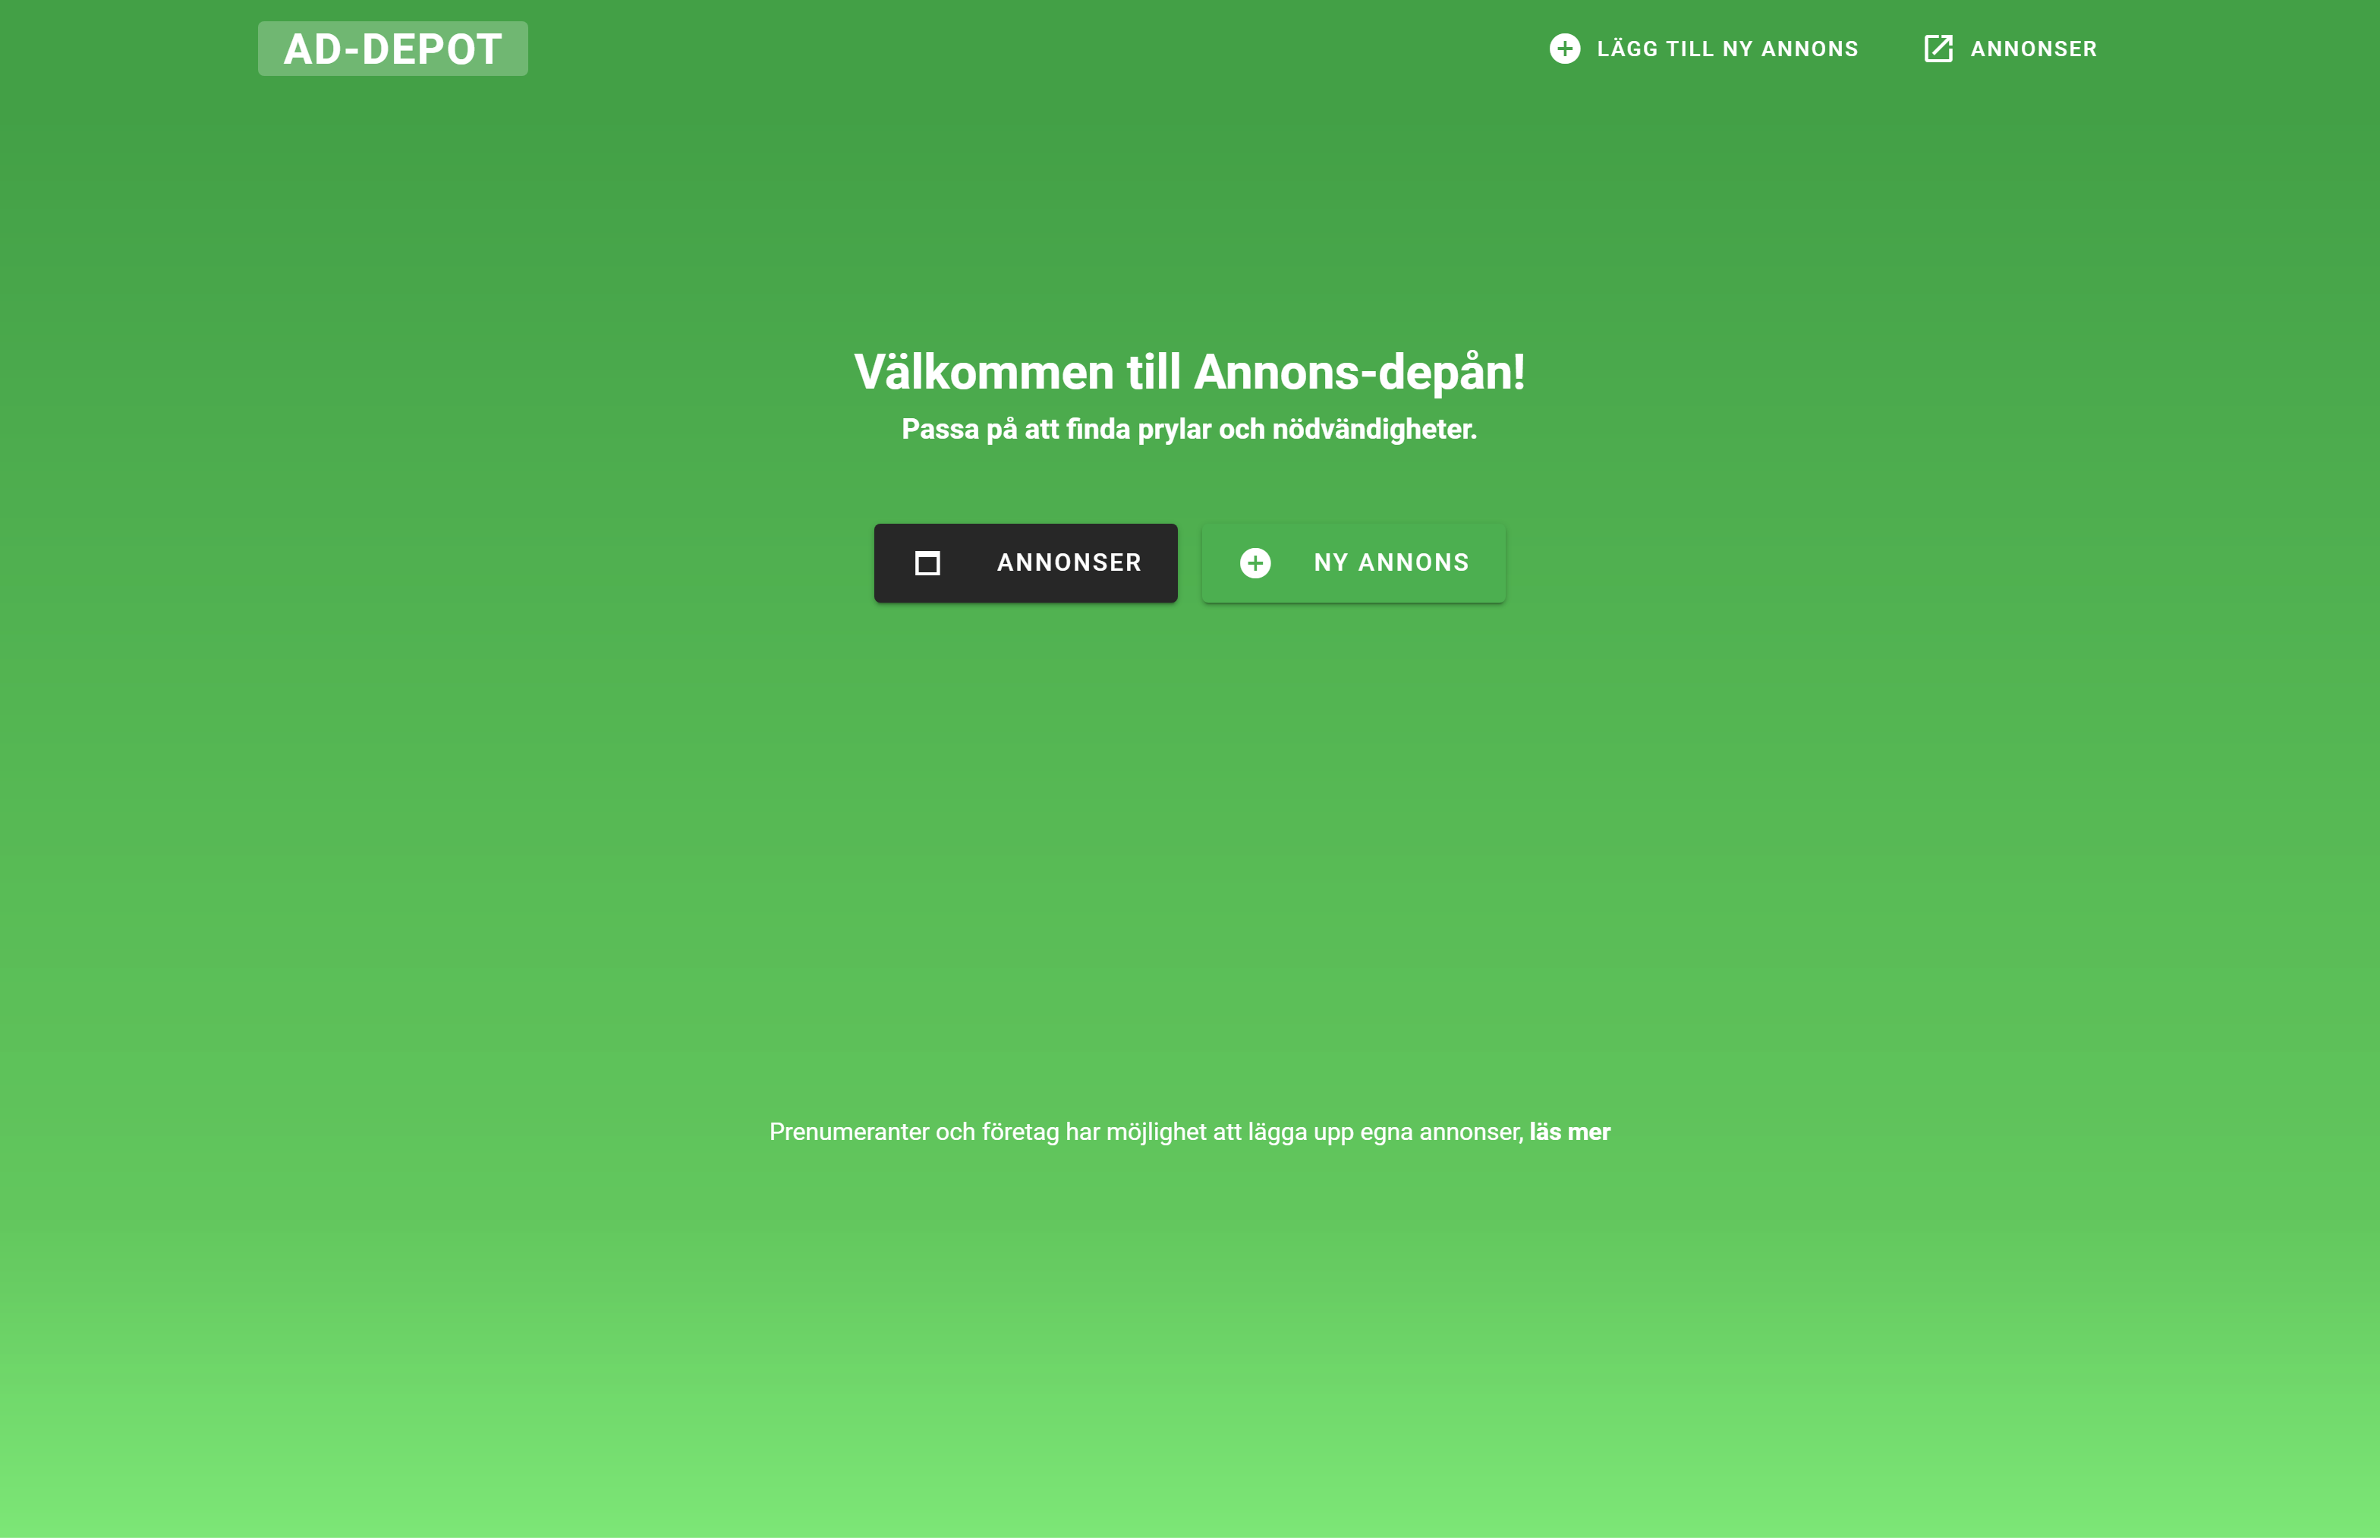 AD-DEPOT
LÄGG TILL NY ANNONS
ANNONSER
Välkommen till Annons-depån!
Passa på att finda prylar och nödvändigheter.
ANNONSER
NY ANNONS
Prenumeranter och företag har möjlighet att lägga upp egna annonser, läs mer